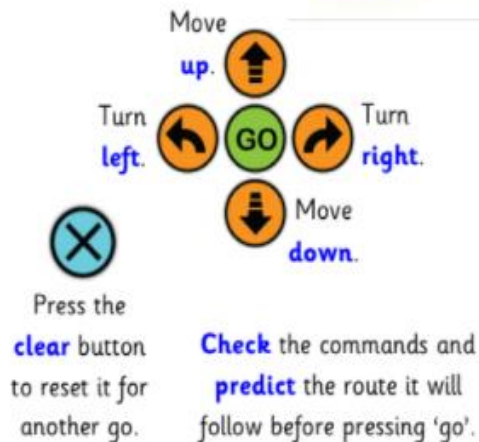 Move
up.
Turn
left.
GO
Turn
right.
Move
down.
Press the
clear button
to reset it for
another go.
Check the commands and
predict the route it will
follow before pressing ‘go’.